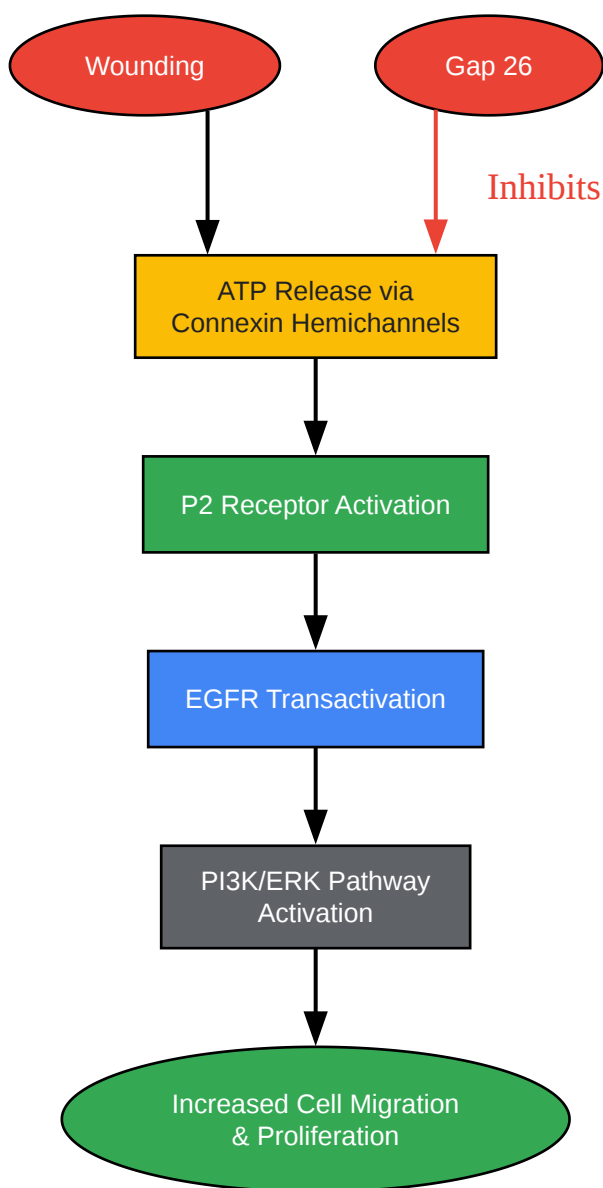 Wounding
Gap 26
Inhibits
ATP Release via
Connexin Hemichannels
P2 Receptor Activation
EGFR Transactivation
PI3K/ERK Pathway
Activation
Increased Cell Migration
& Proliferation